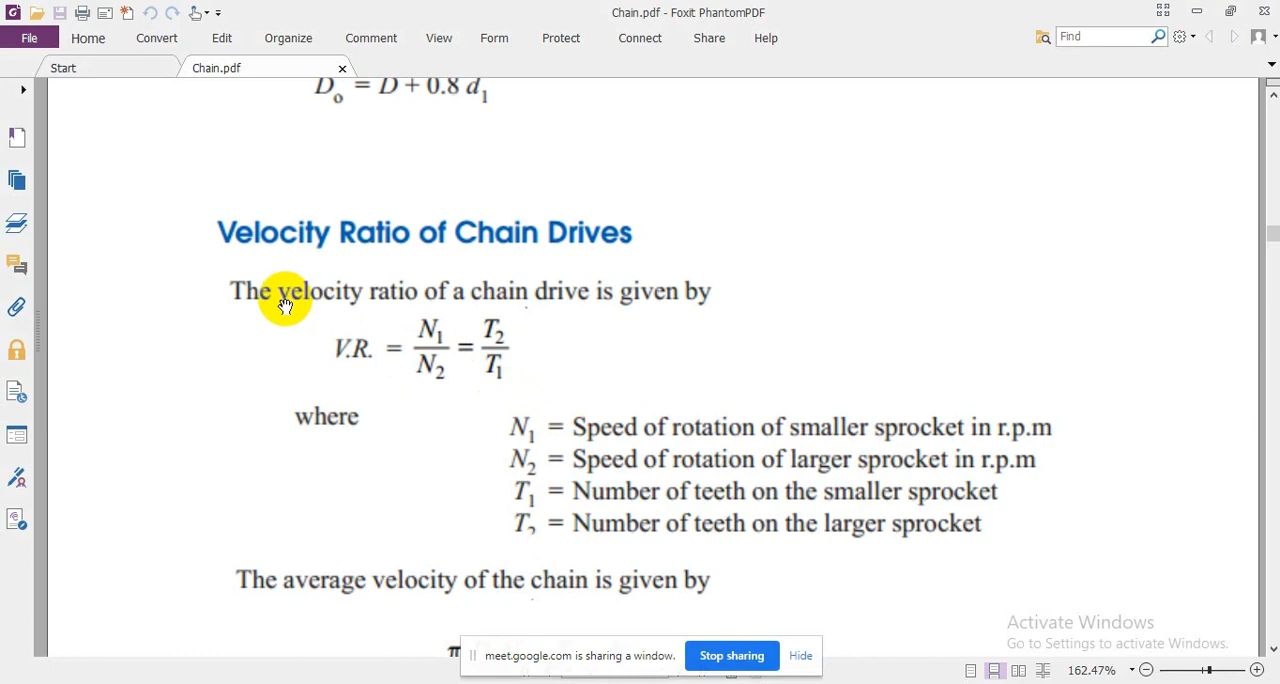 Chain.pdf - Foxit PhantomPDF
File Home Convert Edit Organize Comment View Form Protect Connect Share Help Find
Start Chain.pdf
Dₒ = D + 0.8 d₁
Velocity Ratio of Chain Drives
The velocity ratio of a chain drive is given by
V.R. = N₁/N₂ = T₂/T₁
where
N₁ = Speed of rotation of smaller sprocket in r.p.m
N₂ = Speed of rotation of larger sprocket in r.p.m
T₁ = Number of teeth on the smaller sprocket
T₂ = Number of teeth on the larger sprocket
The average velocity of the chain is given by
π
meet.google.com is sharing a window. Stop sharing Hide
Activate Windows
Go to Settings to activate Windows.
162.47%